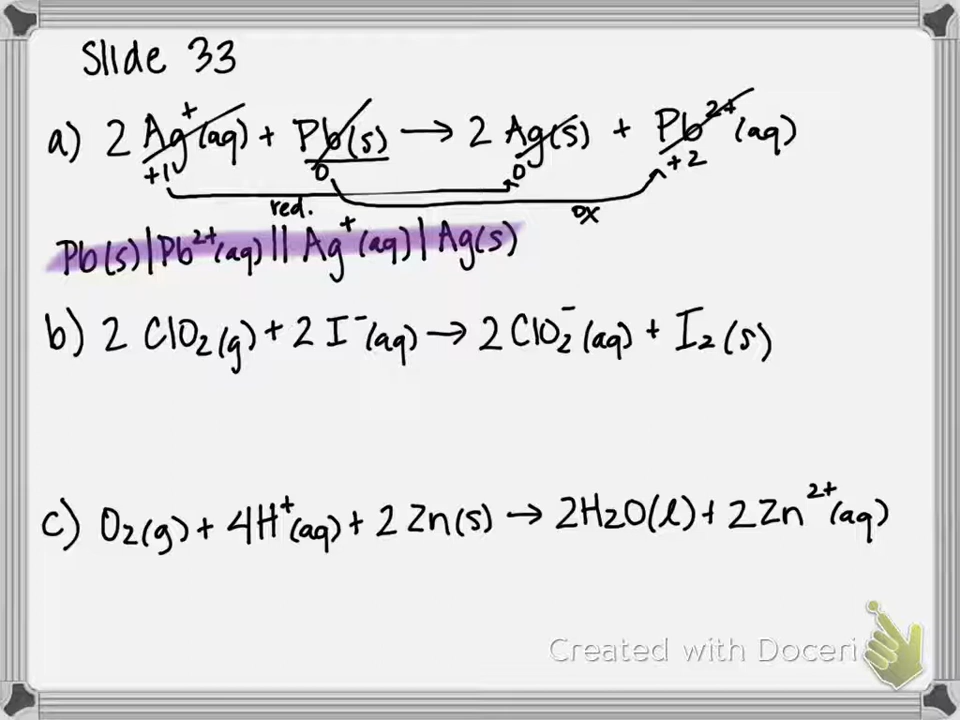 Slide 33
a) 2 Ag⁺(aq) + Pb(s) → 2 Ag(s) + Pb²⁺(aq)
+1 0 0 +2
red. ox
Pb(s)|Pb²⁺(aq)||Ag⁺(aq)|Ag(s)
b) 2 ClO₂(g) + 2 I⁻(aq) → 2 ClO₂⁻(aq) + I₂(s)
c) O₂(g) + 4H⁺(aq) + 2 Zn(s) → 2H₂O(l) + 2 Zn²⁺(aq)
Created with Doceri